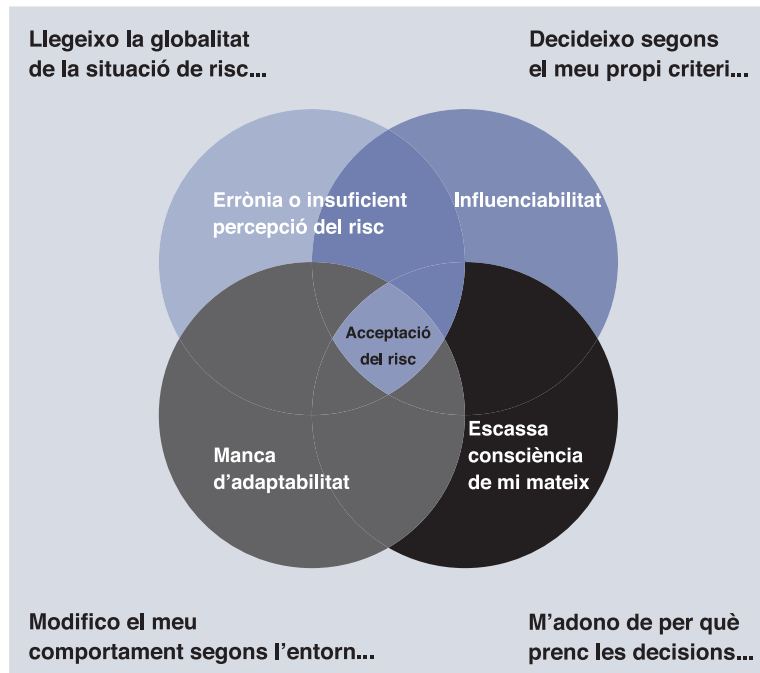 Llegeixo la globalitat
de la situació de risc...
Decideixo segons
el meu propi criteri...
Errònia o insuficient
percepció del risc
Influenciabilitat
Acceptació
del risc
Manca
d’adaptabilitat
Escassa
consciència
de mi mateix
Modifico el meu
comportament segons l’entorn...
M’adono de per què
prenc les decisions...